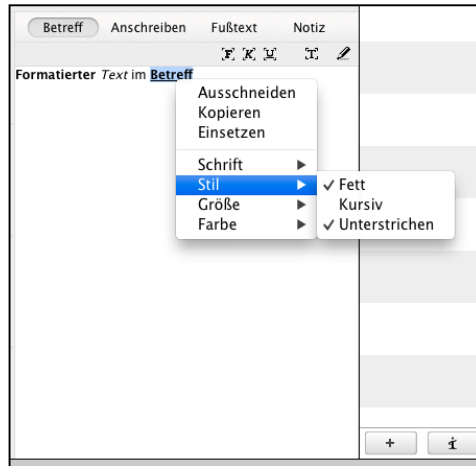 Betreff Anschreiben Fußtext Notiz
F K U T
Formatierter Text im Betreff
Ausschneiden
Kopieren
Einsetzen
Schrift
Stil
Größe
Farbe
✓ Fett
Kursiv
✓ Unterstrichen
+ i